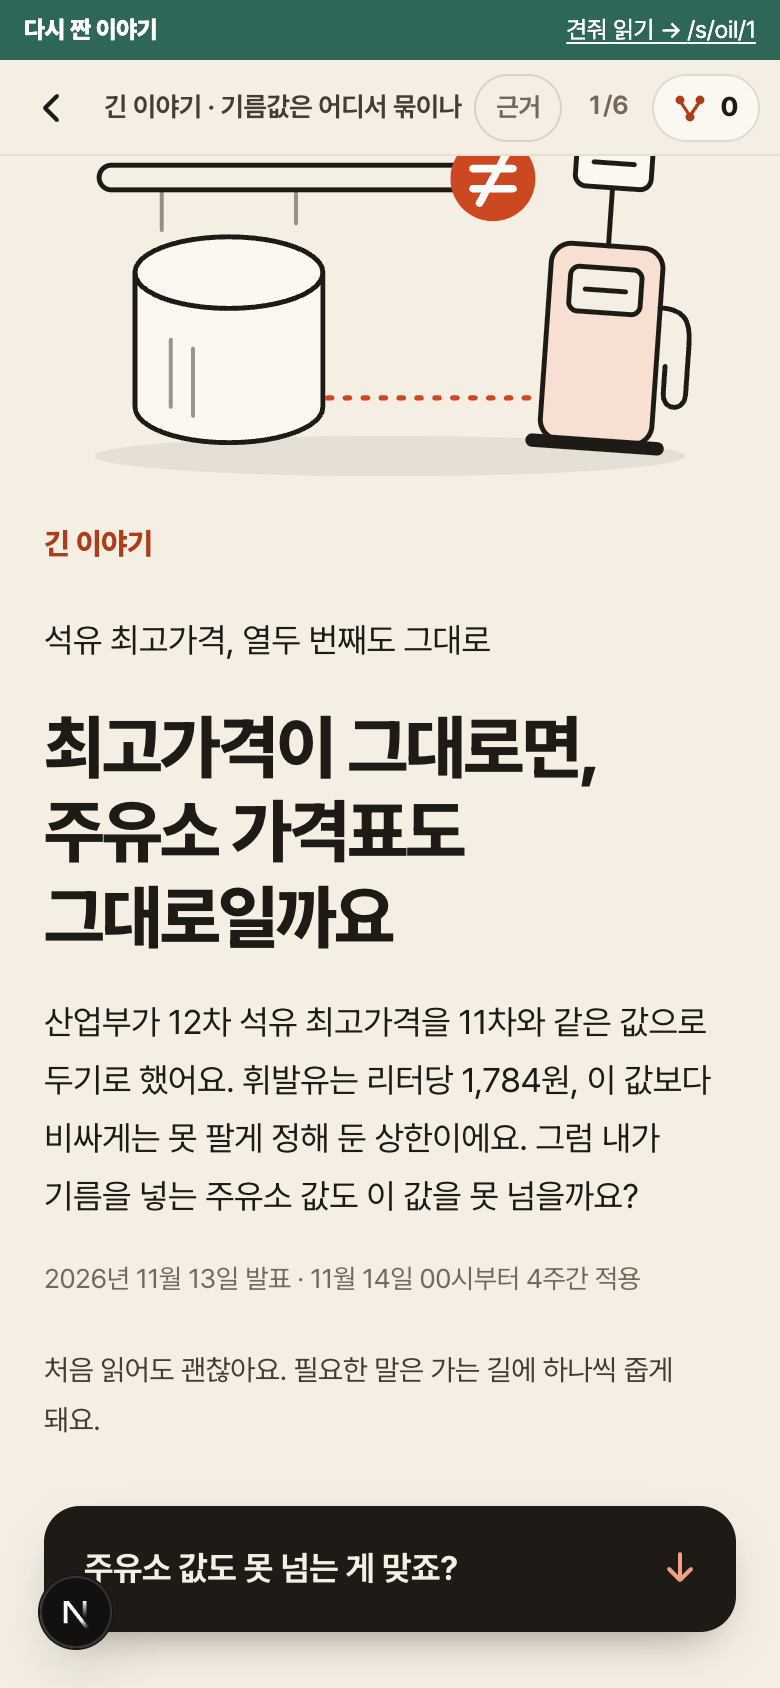 다시 짠 이야기
견줘 읽기 → /s/oil/1
긴 이야기 · 기름값은 어디서 묶이나
근거
1/6
0
≠
긴 이야기
석유 최고가격, 열두 번째도 그대로
최고가격이 그대로면,
주유소 가격표도
그대로일까요
산업부가 12차 석유 최고가격을 11차와 같은 값으로
두기로 했어요. 휘발유는 리터당 1,784원, 이 값보다
비싸게는 못 팔게 정해 둔 상한이에요. 그럼 내가
기름을 넣는 주유소 값도 이 값을 못 넘을까요?
2026년 11월 13일 발표 · 11월 14일 00시부터 4주간 적용
처음 읽어도 괜찮아요. 필요한 말은 가는 길에 하나씩 줍게
돼요.
주유소 값도 못 넘는 게 맞죠?
N